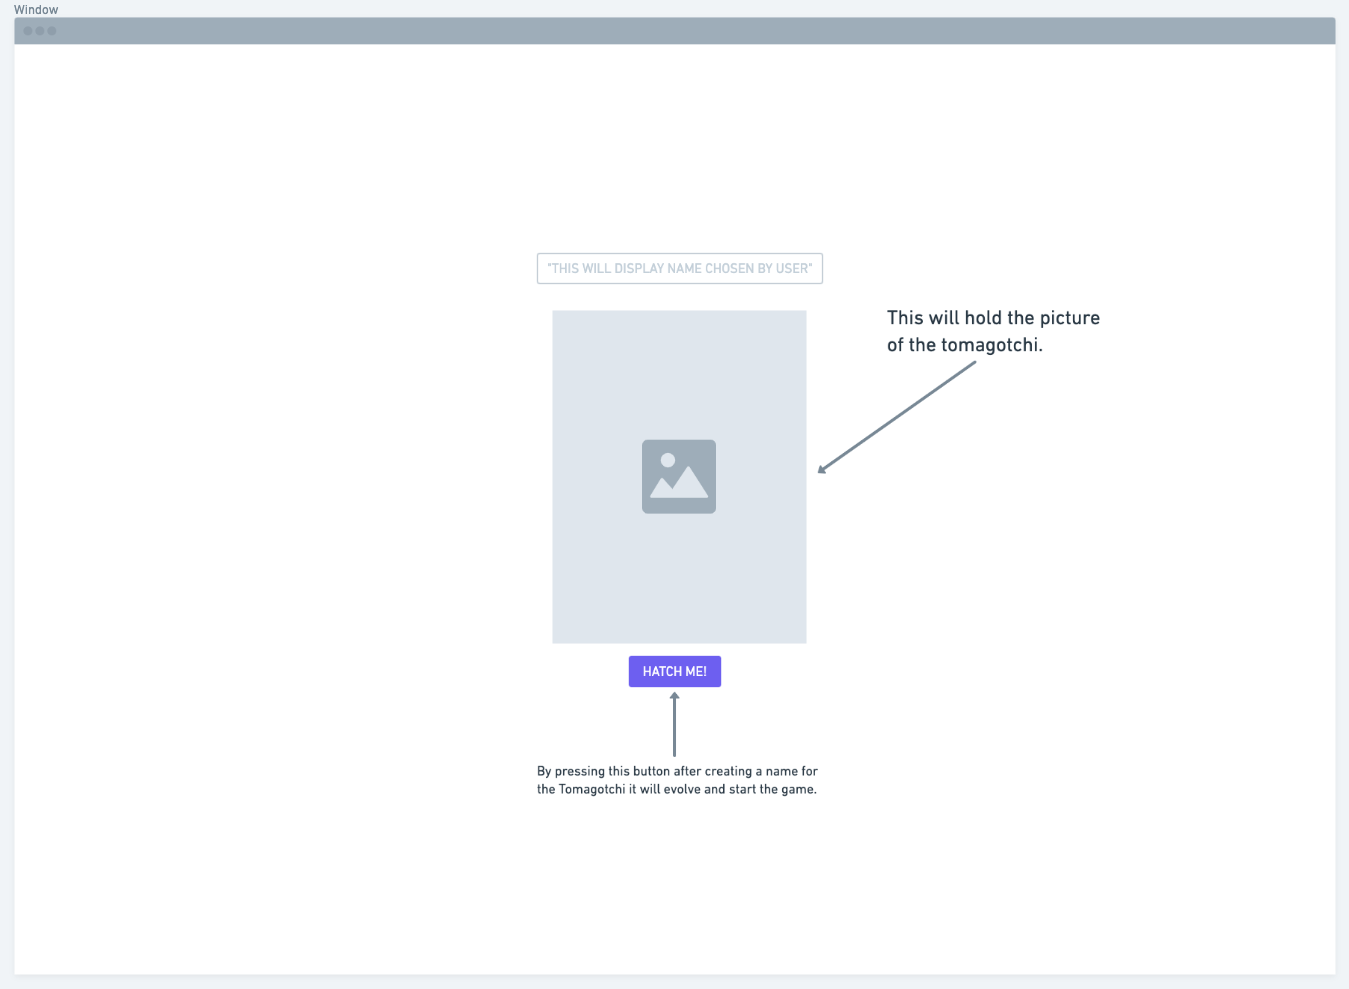 Window
"THIS WILL DISPLAY NAME CHOSEN BY USER"
This will hold the picture
of the tomagotchi.
HATCH ME!
By pressing this button after creating a name for
the Tomagotchi it will evolve and start the game.